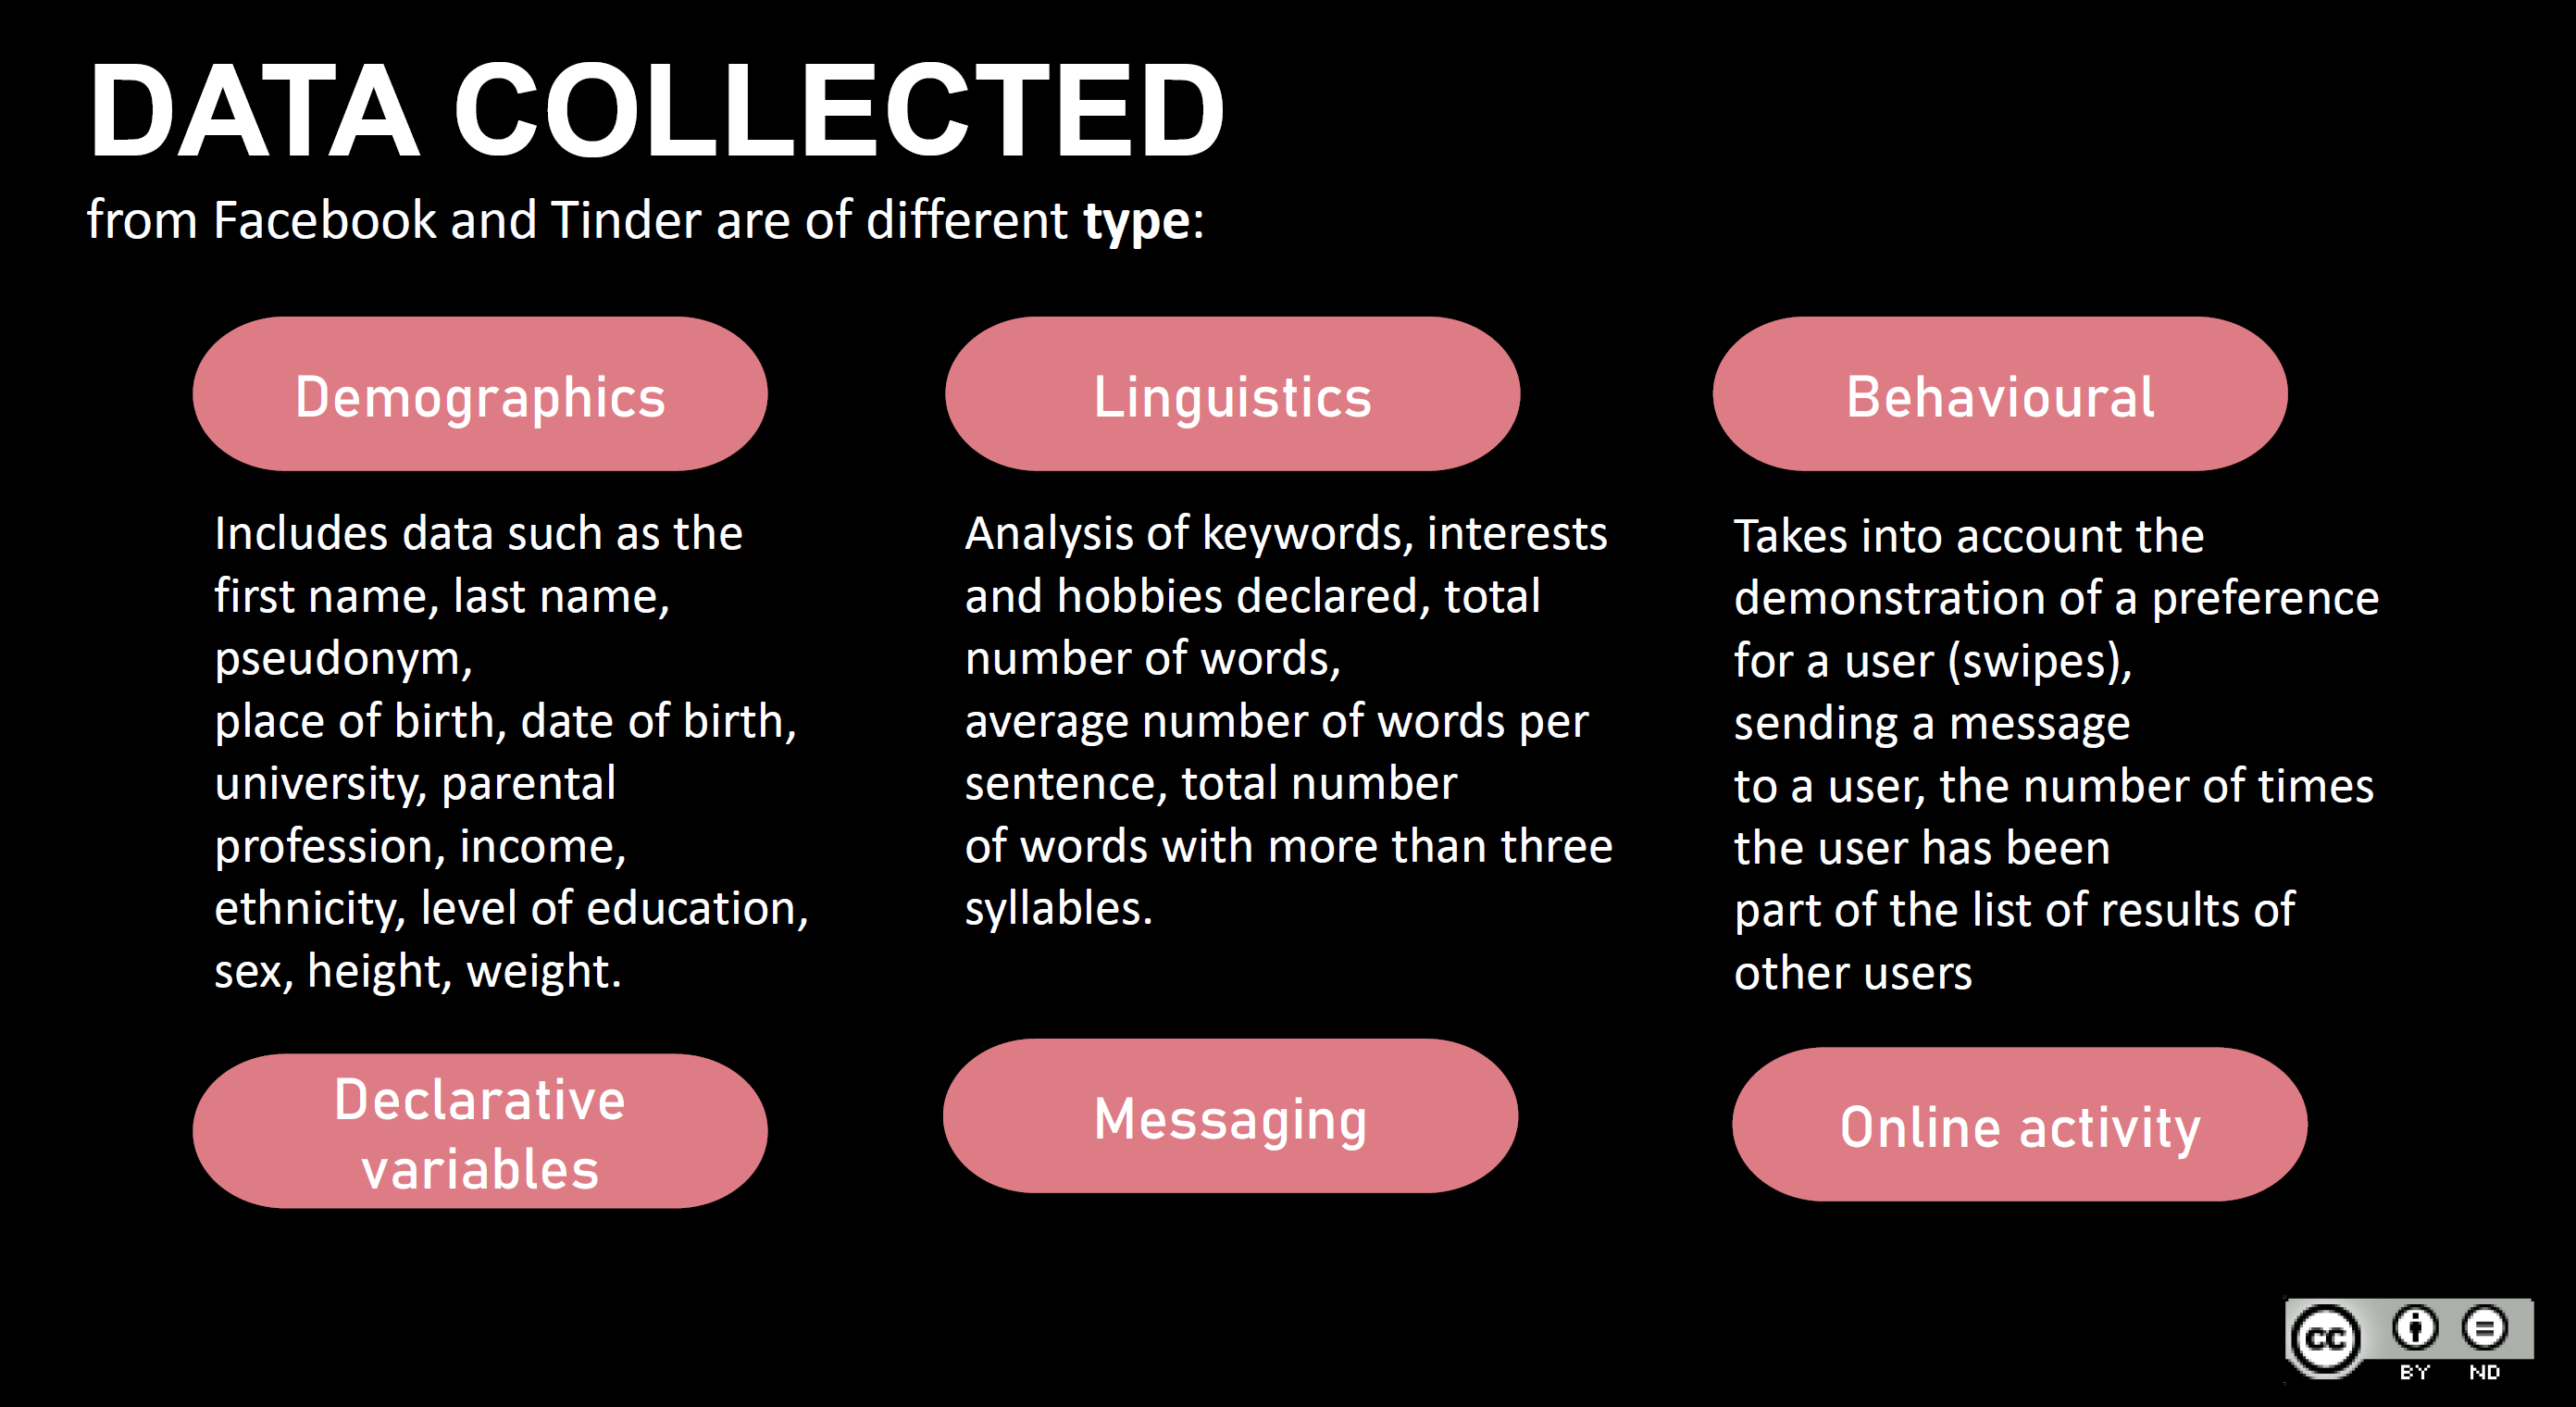 DATA COLLECTED
from Facebook and Tinder are of different type:
Demographics
Includes data such as the
first name, last name,
pseudonym,
place of birth, date of birth,
university, parental
profession, income,
ethnicity, level of education,
sex, height, weight.
Declarative
variables
Linguistics
Analysis of keywords, interests
and hobbies declared, total
number of words,
average number of words per
sentence, total number
of words with more than three
syllables.
Messaging
Behavioural
Takes into account the
demonstration of a preference
for a user (swipes),
sending a message
to a user, the number of times
the user has been
part of the list of results of
other users
Online activity
cc
BY ND